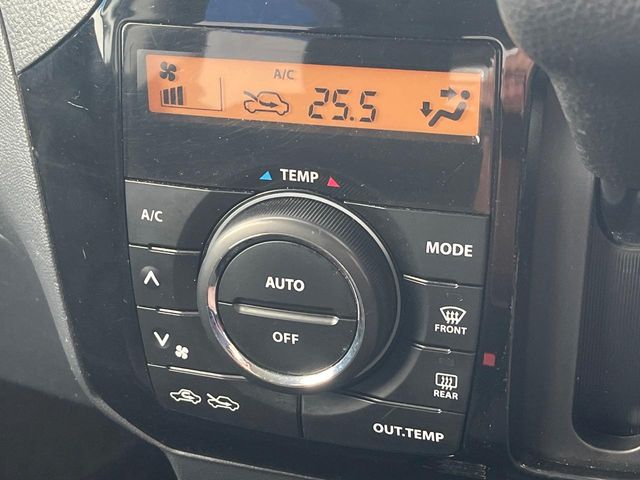 A/C
25.5
TEMP
A/C
MODE
AUTO
FRONT
OFF
REAR
OUT.TEMP